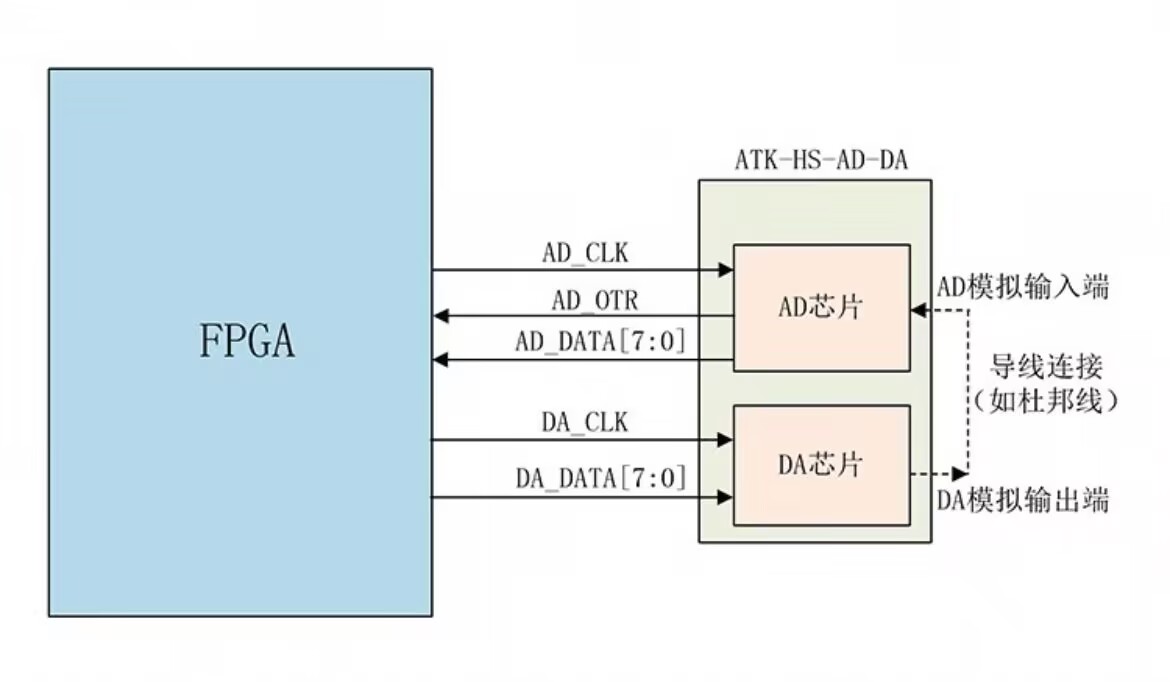 ATK-HS-AD-DA
AD_CLK
AD_OTR
AD_DATA[7:0]
DA_CLK
DA_DATA[7:0]
FPGA
AD芯片
DA芯片
AD模拟输入端
导线连接
（如杜邦线）
DA模拟输出端